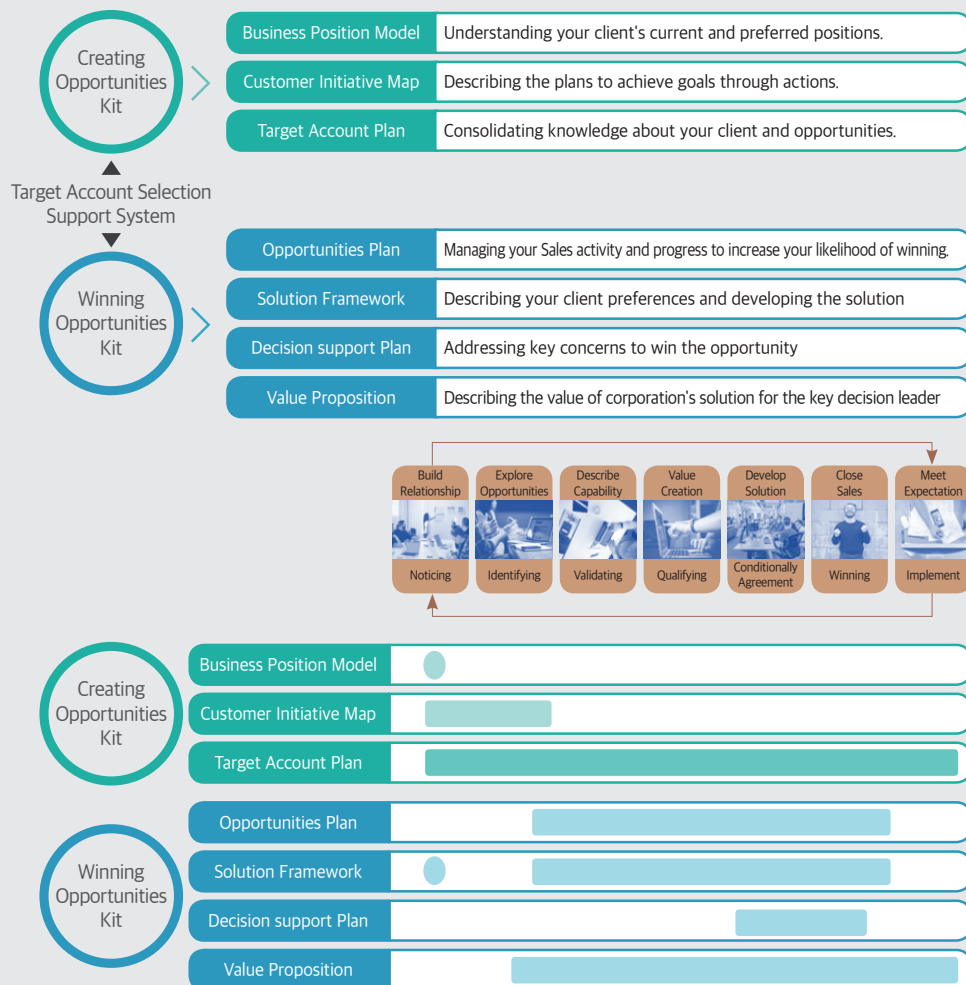 Creating
Opportunities
Kit
Business Position Model
Understanding your client's current and preferred positions.
Customer Initiative Map
Describing the plans to achieve goals through actions.
Target Account Plan
Consolidating knowledge about your client and opportunities.
Target Account Selection
Support System
Winning
Opportunities
Kit
Opportunities Plan
Managing your Sales activity and progress to increase your likelihood of winning.
Solution Framework
Describing your client preferences and developing the solution
Decision support Plan
Addressing key concerns to win the opportunity
Value Proposition
Describing the value of corporation's solution for the key decision leader
Build
Relationship
Noticing
Explore
Opportunities
Identifying
Describe
Capability
Validating
Value
Creation
Qualifying
Develop
Solution
Conditionally
Agreement
Close
Sales
Winning
Meet
Expectation
Implement
Creating
Opportunities
Kit
Business Position Model
Customer Initiative Map
Target Account Plan
Winning
Opportunities
Kit
Opportunities Plan
Solution Framework
Decision support Plan
Value Proposition